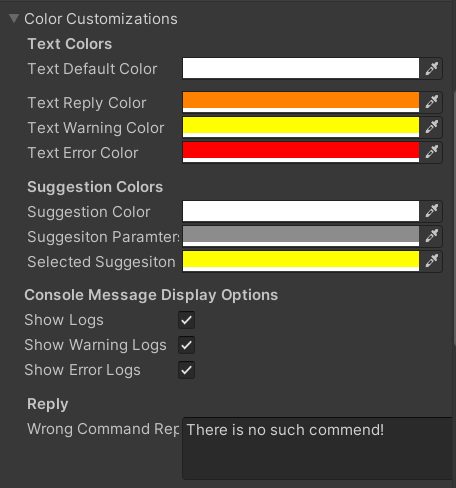 Color Customizations
Text Colors
Text Default Color
Text Reply Color
Text Warning Color
Text Error Color
Suggestion Colors
Suggestion Color
Suggesiton Paramters
Selected Suggesiton
Console Message Display Options
Show Logs
Show Warning Logs
Show Error Logs
Reply
Wrong Command Rep There is no such commend!